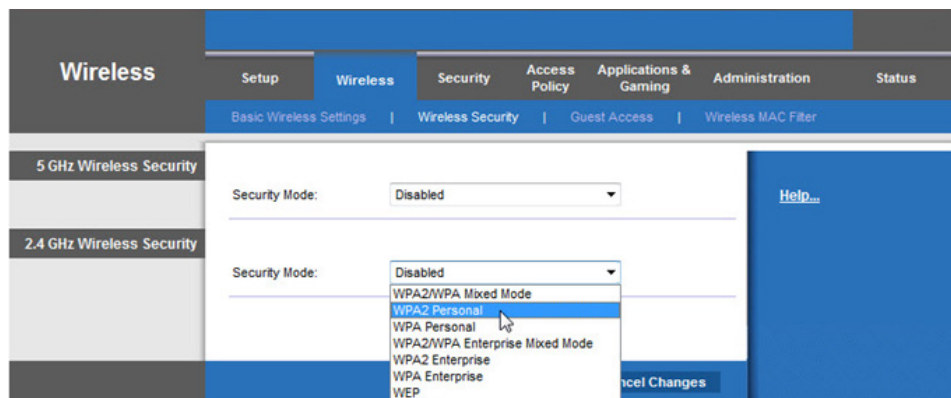 Wireless
Setup
Wireless
Security
Access Policy
Applications & Gaming
Administration
Status
Basic Wireless Settings | Wireless Security | Guest Access | Wireless MAC Filter
5 GHz Wireless Security
Security Mode: Disabled
Help...
2.4 GHz Wireless Security
Security Mode: Disabled
WPA2/WPA Mixed Mode
WPA2 Personal
WPA Personal
WPA2/WPA Enterprise Mixed Mode
WPA2 Enterprise
WPA Enterprise
WEP
ncel Changes